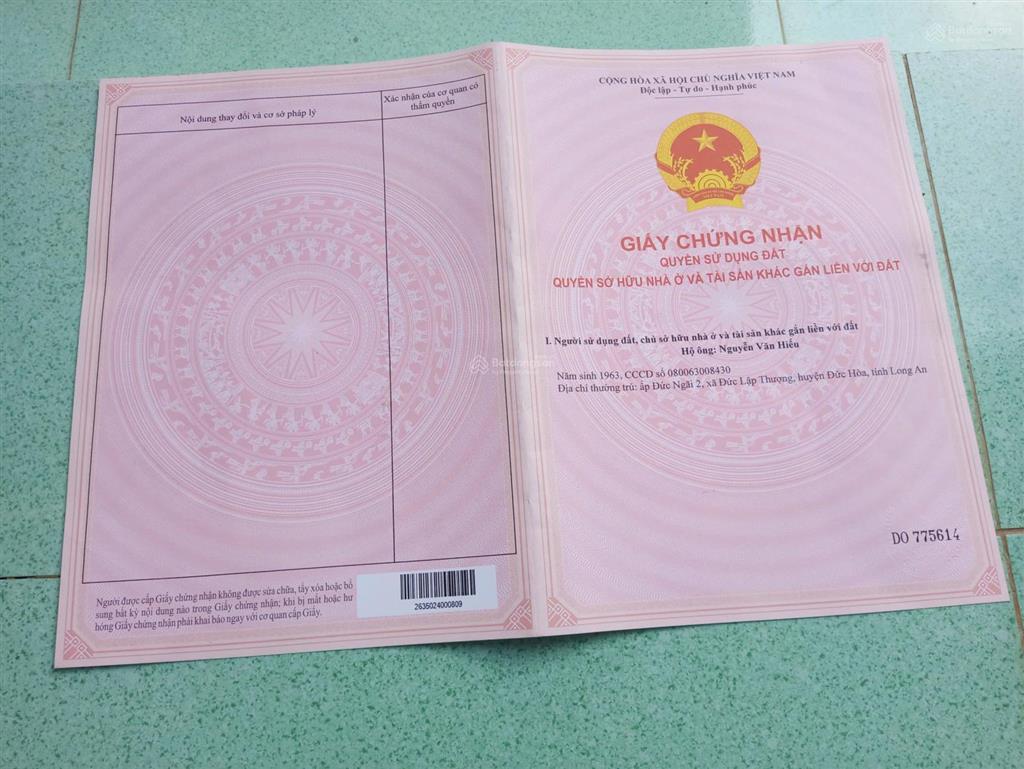 Nội dung thay đổi và cơ sở pháp lý
Xác nhận của cơ quan có
thẩm quyền
Người được cấp Giấy chứng nhận không được sửa chữa, tẩy xóa hoặc bổ
sung bất kỳ nội dung nào trong Giấy chứng nhận; khi bị mất hoặc hư
hỏng Giấy chứng nhận phải khai báo ngay với cơ quan cấp Giấy.
2635024000809
CỘNG HÒA XÃ HỘI CHỦ NGHĨA VIỆT NAM
Độc lập - Tự do - Hạnh phúc
GIẤY CHỨNG NHẬN
QUYỀN SỬ DỤNG ĐẤT
QUYỀN SỞ HỮU NHÀ Ở VÀ TÀI SẢN KHÁC GẮN LIỀN VỚI ĐẤT
I. Người sử dụng đất, chủ sở hữu nhà ở và tài sản khác gắn liền với đất
Hộ ông: Nguyễn Văn Hiếu
Năm sinh 1963, CCCD số 080063008430
Địa chỉ thường trú: ấp Đức Ngãi 2, xã Đức Lập Thượng, huyện Đức Hòa, tỉnh Long An
DO 775614
Batdongsan
Batdongsan